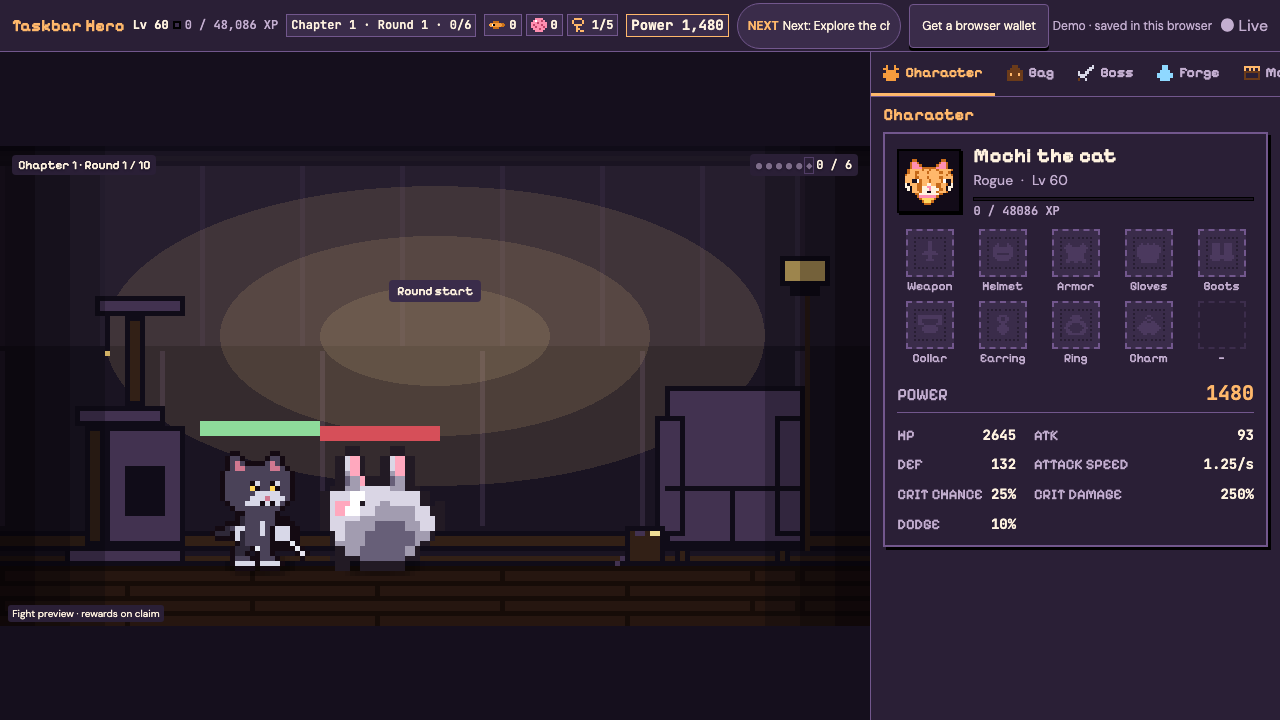 Taskbar Hero
Lv 60
0 / 48,086 XP
Chapter 1 · Round 1 · 0/6
0
0
1/5
Power 1,480
NEXT Next: Explore the ch
Get a browser wallet
Demo · saved in this browser
Live
Chapter 1 · Round 1 / 10
0 / 6
Round start
Fight preview · rewards on claim
Character
Bag
Boss
Forge
Character
Mochi the cat
Rogue · Lv 60
0 / 48086 XP
Weapon
Helmet
Armor
Gloves
Boots
Collar
Earring
Ring
Charm
-
POWER 1480
HP 2645
ATK 93
DEF 132
ATTACK SPEED 1.25/s
CRIT CHANCE 25%
CRIT DAMAGE 250%
DODGE 10%